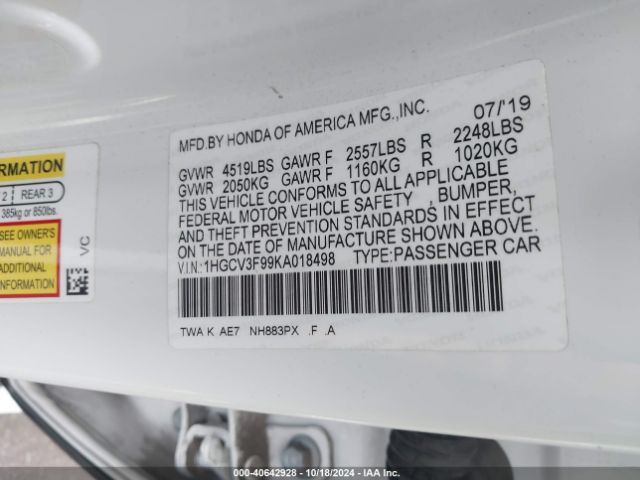 MFD.BY HONDA OF AMERICA MFG.,INC. 07/'19
GVWR 4519LBS GAWR F 2557LBS R 2248LBS
GVWR 2050KG GAWR F 1160KG R 1020KG
THIS VEHICLE CONFORMS TO ALL APPLICABLE
FEDERAL MOTOR VEHICLE SAFETY , BUMPER,
AND THEFT PREVENTION STANDARDS IN EFFECT
ON THE DATE OF MANUFACTURE SHOWN ABOVE.
V.I.N.:1HGCV3F99KA018498 TYPE:PASSENGER CAR
TWA K AE7 NH883PX .F .A
2 REAR 3
385kg or 850lbs.
SEE OWNER'S
MANUAL FOR
ADDITIONAL
VC
000-40642928 - 10/18/2024 - IAA Inc.